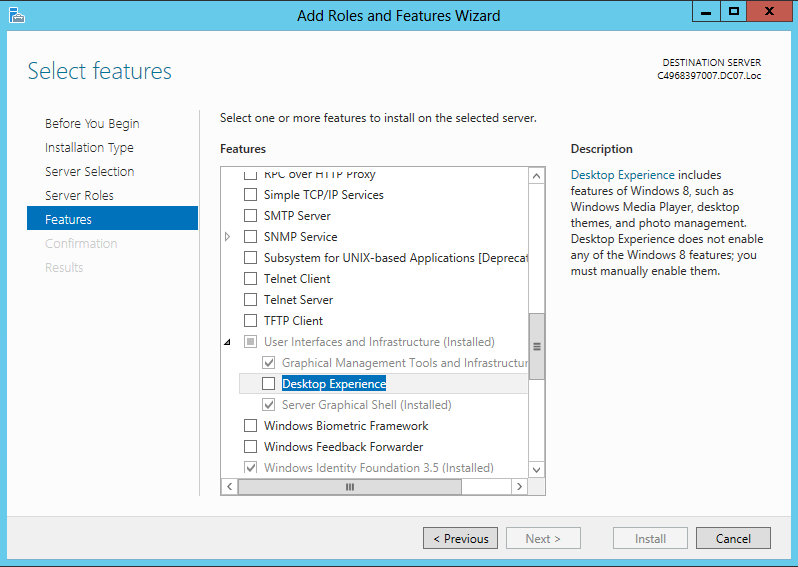 Add Roles and Features Wizard
Select features
DESTINATION SERVER
C4968397007.DC07.Loc
Before You Begin
Installation Type
Server Selection
Server Roles
Features
Confirmation
Results
Select one or more features to install on the selected server.
Features
RPC over HTTP Proxy
Simple TCP/IP Services
SMTP Server
SNMP Service
Subsystem for UNIX-based Applications [Deprecat
Telnet Client
Telnet Server
TFTP Client
User Interfaces and Infrastructure (Installed)
Graphical Management Tools and Infrastructur
Desktop Experience
Server Graphical Shell (Installed)
Windows Biometric Framework
Windows Feedback Forwarder
Windows Identity Foundation 3.5 (Installed)
Description
Desktop Experience includes
features of Windows 8, such as
Windows Media Player, desktop
themes, and photo management.
Desktop Experience does not enable
any of the Windows 8 features; you
must manually enable them.
< Previous
Next >
Install
Cancel